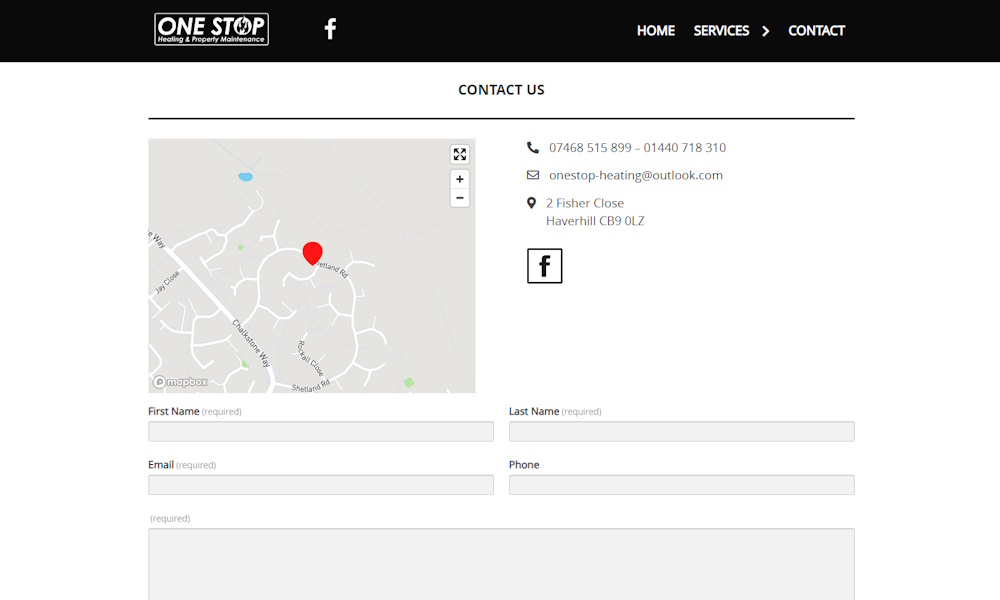 ONE STOP
Heating & Property Maintenance
HOME
SERVICES
CONTACT
CONTACT US
07468 515 899 – 01440 718 310
onestop-heating@outlook.com
2 Fisher Close
Haverhill CB9 0LZ
Way
Jay Close
Shetland Rd
Chalkstone Way
Rockall Close
Shetland Rd
mapbox
First Name (required)
Last Name (required)
Email (required)
Phone
(required)